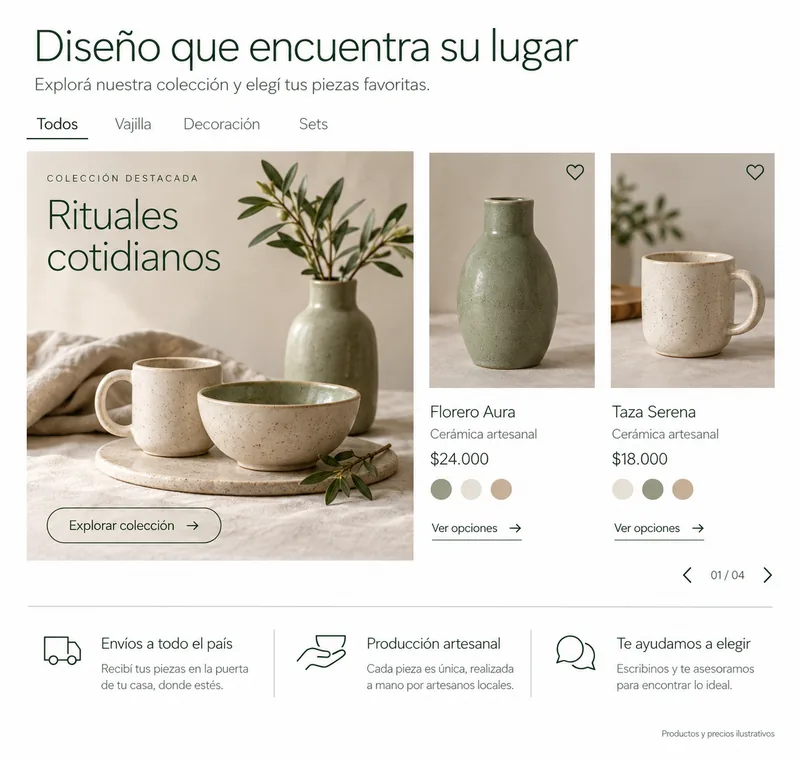 Diseño que encuentra su lugar
Explorá nuestra colección y elegí tus piezas favoritas.
Todos
Vajilla
Decoración
Sets
COLECCIÓN DESTACADA
Rituales
cotidianos
Explorar colección
Florero Aura
Cerámica artesanal
$24.000
Ver opciones
Taza Serena
Cerámica artesanal
$18.000
Ver opciones
01 / 04
Envíos a todo el país
Recibí tus piezas en la puerta
de tu casa, donde estés.
Producción artesanal
Cada pieza es única, realizada
a mano por artesanos locales.
Te ayudamos a elegir
Escribinos y te asesoramos
para encontrar lo ideal.
Productos y precios ilustrativos